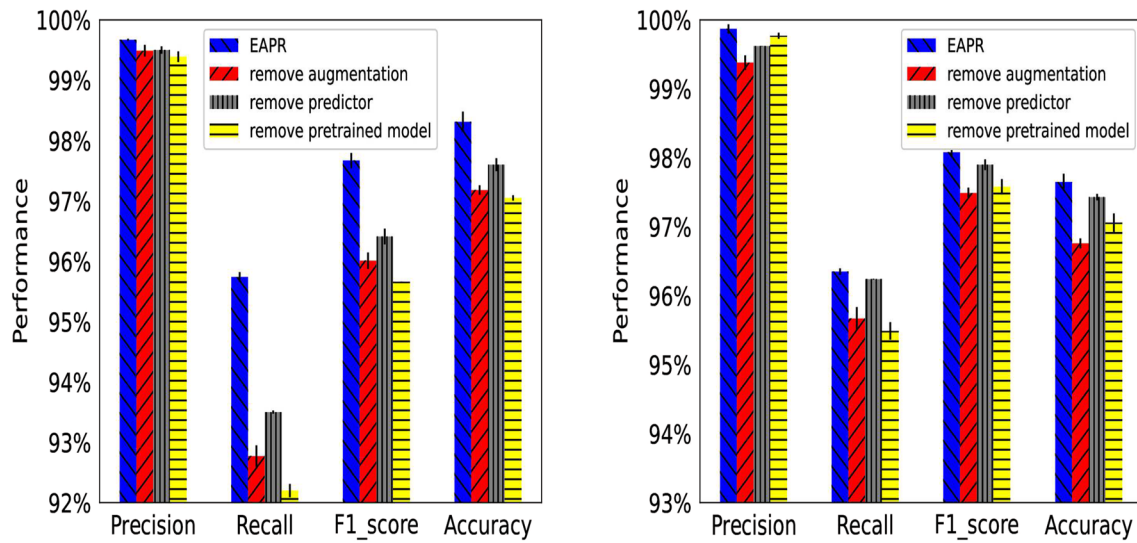 100%
99%
98%
97%
96%
95%
94%
93%
92%
Performance
EAPR
remove augmentation
remove predictor
remove pretrained model
Precision Recall F1_score Accuracy
100%
99%
98%
97%
96%
95%
94%
93%
Performance
EAPR
remove augmentation
remove predictor
remove pretrained model
Precision Recall F1_score Accuracy